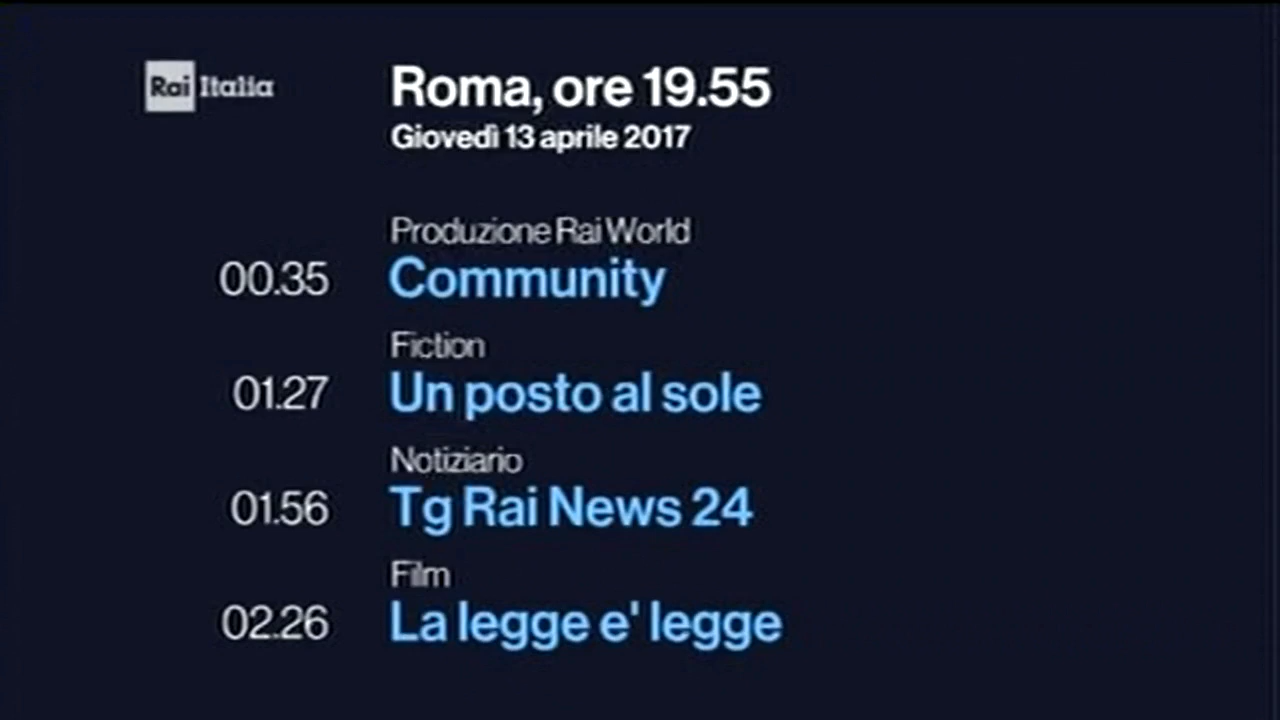 Rai Italia
Roma, ore 19.55
Giovedì 13 aprile 2017
Produzione Rai World
00.35 Community
Fiction
01.27 Un posto al sole
Notiziario
01.56 Tg Rai News 24
Film
02.26 La legge e' legge